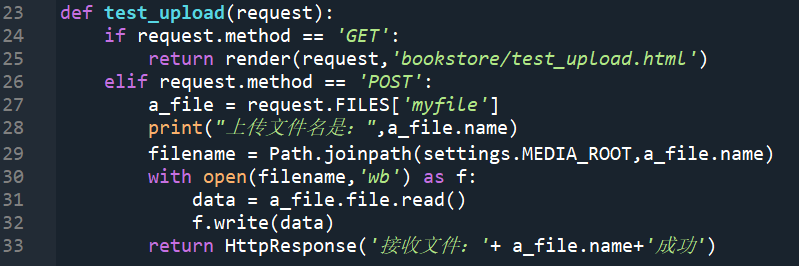 23 def test_upload(request):
24     if request.method == 'GET':
25         return render(request,'bookstore/test_upload.html')
26     elif request.method == 'POST':
27         a_file = request.FILES['myfile']
28         print("上传文件名是：",a_file.name)
29         filename = Path.joinpath(settings.MEDIA_ROOT,a_file.name)
30         with open(filename,'wb') as f:
31             data = a_file.file.read()
32             f.write(data)
33         return HttpResponse('接收文件：'+ a_file.name+'成功')